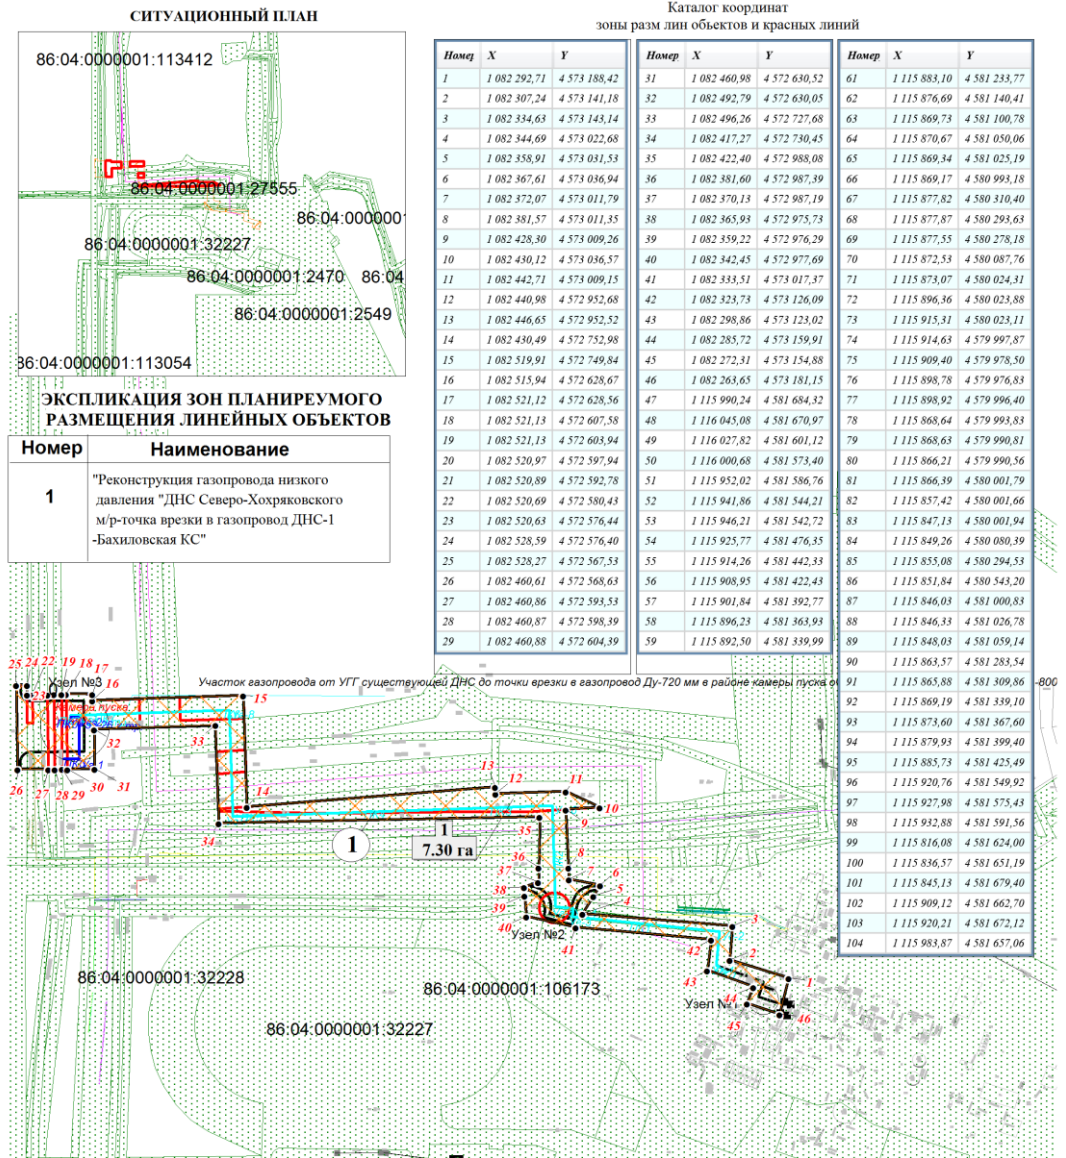 СИТУАЦИОННЫЙ ПЛАН
86:04:0000001:113412
86:04:0000001:27555
86:04:000000
86:04:0000001:32227
86:04:0000001:2470
86:04
86:04:0000001:2549
86:04:0000001:113054
ЭКСПЛИКАЦИЯ ЗОН ПЛАНИРЕУМОГО
РАЗМЕЩЕНИЯ ЛИНЕЙНЫХ ОБЪЕКТОВ
Номер Наименование
1 "Реконструкция газопровода низкого
давления "ДНС Северо-Хохряковского
м/р-точка врезки в газопровод ДНС-1
-Бахиловская КС"
Каталог координат
зоны разм лин обьектов и красных линий
Номер X Y
1 1 082 292,71 4 573 188,42
2 1 082 307,24 4 573 141,18
3 1 082 334,63 4 573 143,14
4 1 082 344,69 4 573 022,68
5 1 082 358,91 4 573 031,53
6 1 082 367,61 4 573 036,94
7 1 082 372,07 4 573 011,79
8 1 082 381,57 4 573 011,35
9 1 082 428,30 4 573 009,26
10 1 082 430,12 4 573 036,57
11 1 082 442,71 4 573 009,15
12 1 082 440,98 4 572 952,68
13 1 082 446,65 4 572 952,52
14 1 082 430,49 4 572 752,98
15 1 082 519,91 4 572 749,84
16 1 082 515,94 4 572 628,67
17 1 082 521,12 4 572 628,56
18 1 082 521,13 4 572 607,58
19 1 082 521,13 4 572 603,94
20 1 082 520,97 4 572 597,94
21 1 082 520,89 4 572 592,78
22 1 082 520,69 4 572 580,43
23 1 082 520,63 4 572 576,44
24 1 082 528,59 4 572 576,40
25 1 082 528,27 4 572 567,53
26 1 082 460,61 4 572 568,63
27 1 082 460,86 4 572 593,53
28 1 082 460,87 4 572 598,39
29 1 082 460,88 4 572 604,39
Номер X Y
31 1 082 460,98 4 572 630,52
32 1 082 492,79 4 572 630,05
33 1 082 496,26 4 572 727,68
34 1 082 417,27 4 572 730,45
35 1 082 422,40 4 572 988,08
36 1 082 381,60 4 572 987,39
37 1 082 370,13 4 572 987,19
38 1 082 365,93 4 572 975,73
39 1 082 359,22 4 572 976,29
40 1 082 342,45 4 572 977,69
41 1 082 333,51 4 573 017,37
42 1 082 323,73 4 573 126,09
43 1 082 298,86 4 573 123,02
44 1 082 285,72 4 573 159,91
45 1 082 272,31 4 573 154,88
46 1 082 263,65 4 573 181,15
47 1 115 990,24 4 581 684,32
48 1 116 045,08 4 581 670,97
49 1 116 027,82 4 581 601,12
50 1 116 000,68 4 581 573,40
51 1 115 952,02 4 581 586,76
52 1 115 941,86 4 581 544,21
53 1 115 946,21 4 581 542,72
54 1 115 925,77 4 581 476,35
55 1 115 914,26 4 581 442,33
56 1 115 908,95 4 581 422,43
57 1 115 901,84 4 581 392,77
58 1 115 896,23 4 581 363,93
59 1 115 892,50 4 581 339,99
Номер X Y
61 1 115 883,10 4 581 233,77
62 1 115 876,69 4 581 140,41
63 1 115 869,73 4 581 100,78
64 1 115 870,67 4 581 050,06
65 1 115 869,34 4 581 025,19
66 1 115 869,17 4 580 993,18
67 1 115 877,82 4 580 310,40
68 1 115 877,87 4 580 293,63
69 1 115 877,55 4 580 278,18
70 1 115 872,53 4 580 087,76
71 1 115 873,07 4 580 024,31
72 1 115 896,36 4 580 023,88
73 1 115 915,31 4 580 023,11
74 1 115 914,63 4 579 997,87
75 1 115 909,40 4 579 978,50
76 1 115 898,78 4 579 976,83
77 1 115 898,92 4 579 996,40
78 1 115 868,64 4 579 993,83
79 1 115 868,63 4 579 990,81
80 1 115 866,21 4 579 990,56
81 1 115 866,39 4 580 001,79
82 1 115 857,42 4 580 001,66
83 1 115 847,13 4 580 001,94
84 1 115 849,26 4 580 080,39
85 1 115 855,08 4 580 294,53
86 1 115 851,84 4 580 543,20
87 1 115 846,03 4 581 000,83
88 1 115 846,33 4 581 026,78
89 1 115 848,03 4 581 059,14
90 1 115 863,57 4 581 283,54
91 1 115 865,88 4 581 309,86
92 1 115 869,19 4 581 339,10
93 1 115 873,60 4 581 367,60
94 1 115 879,93 4 581 399,40
95 1 115 885,73 4 581 425,49
96 1 115 920,76 4 581 549,92
97 1 115 927,98 4 581 575,43
98 1 115 932,88 4 581 591,56
99 1 115 816,08 4 581 624,00
100 1 115 836,57 4 581 651,19
101 1 115 845,13 4 581 679,40
102 1 115 909,12 4 581 662,70
103 1 115 920,21 4 581 672,12
104 1 115 983,87 4 581 657,06
Участок газопровода от УГГ существующей ДНС до точки врезки в газопровод Ду-720 мм в районе камеры пуска о -800
25 24 22 19 18 17
Узел №3
23 16 15
32 33
26 27 28 29 30 31
14 13 12 11 10
34 35 9
1
1
7.30 га
36 8
37 7 6
38 5
39 4
40 Узел №2 3
41 42 2
43 1
44
Узел №1
45 46
86:04:0000001:32228
86:04:0000001:106173
86:04:0000001:32227